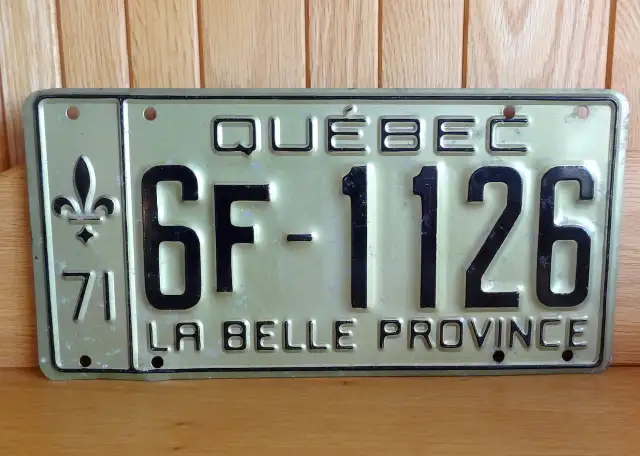 QUÉBEC
71
6F-1126
LA BELLE PROVINCE